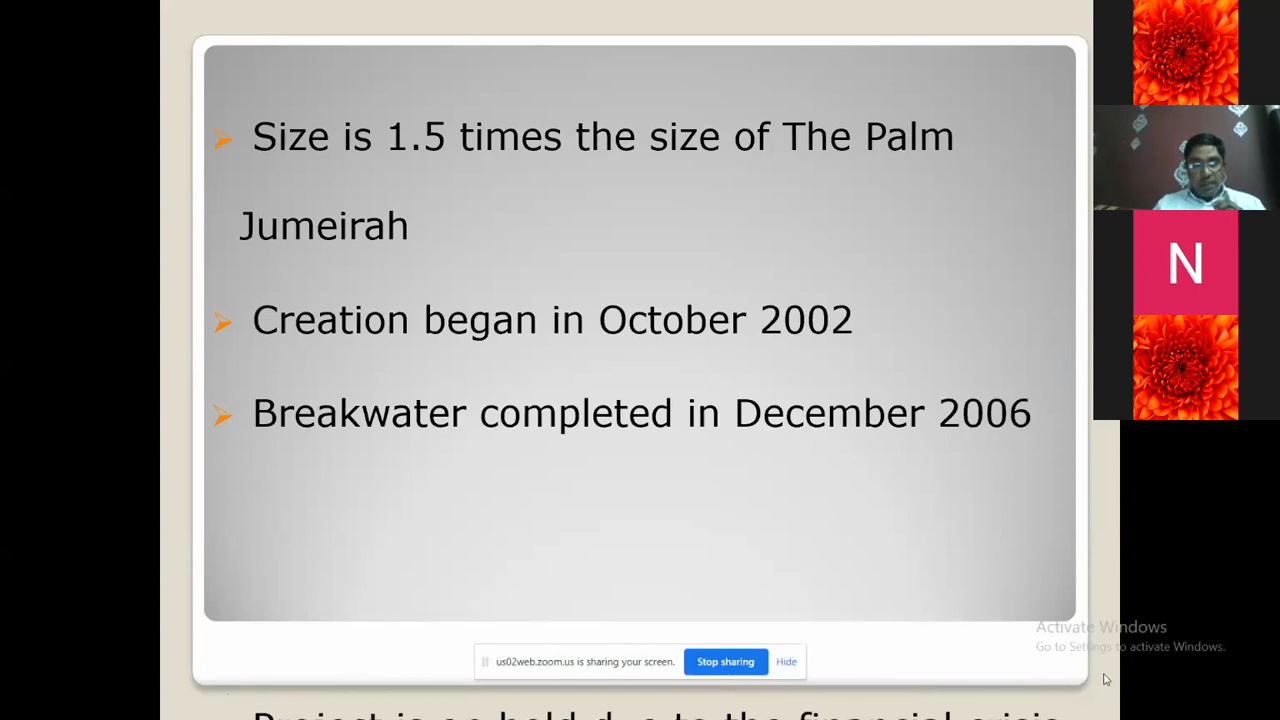 Size is 1.5 times the size of The Palm
Jumeirah
Creation began in October 2002
Breakwater completed in December 2006
N
Activate Windows
Go to Settings to activate Windows.
us02web.zoom.us is sharing your screen. Stop sharing Hide
Project is on hold due to the financial crisis